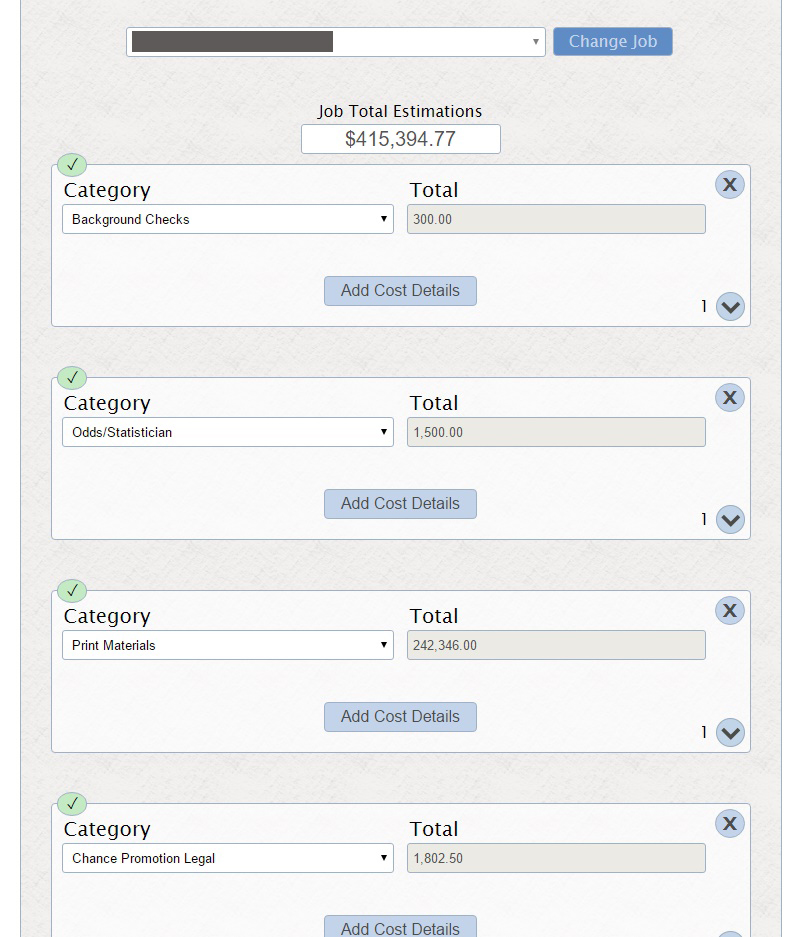 Change Job
Job Total Estimations
$415,394.77
✓
Category Total X
Background Checks 300.00
Add Cost Details
1
✓
Category Total X
Odds/Statistician 1,500.00
Add Cost Details
1
✓
Category Total X
Print Materials 242,346.00
Add Cost Details
1
✓
Category Total X
Chance Promotion Legal 1,802.50
Add Cost Details